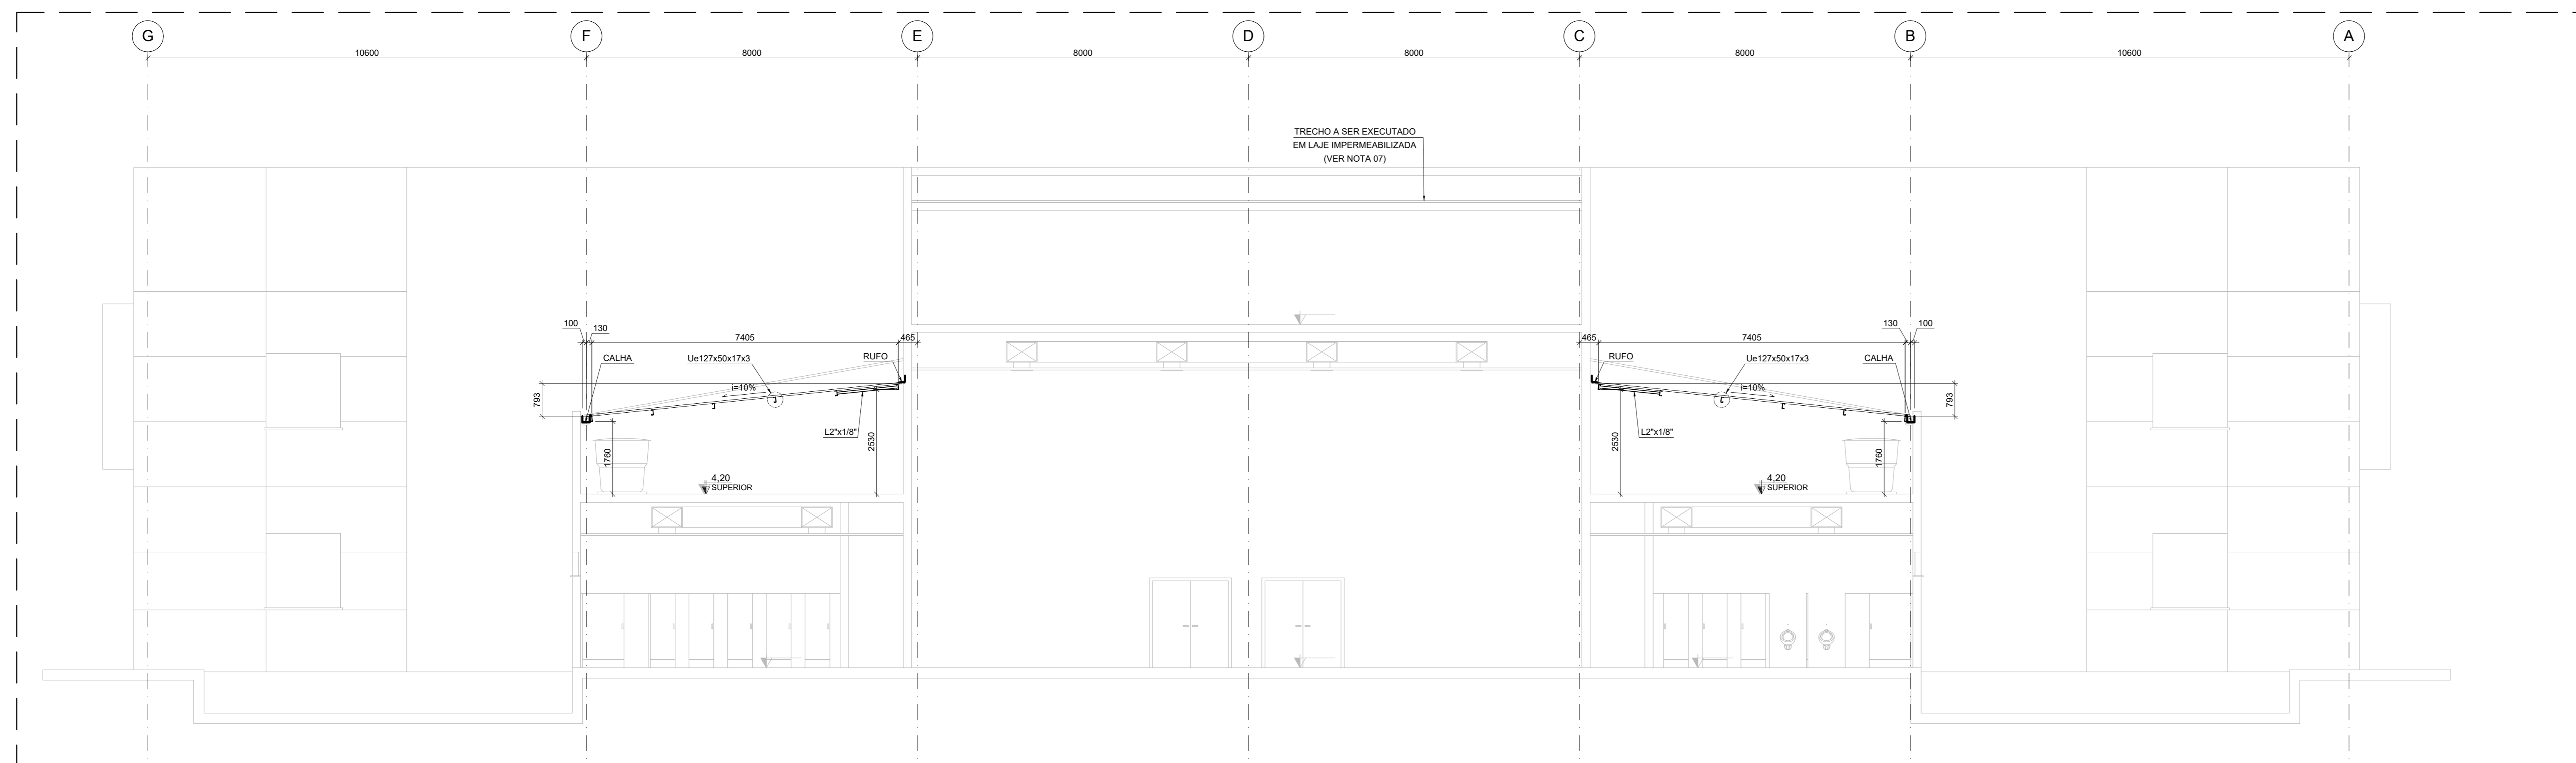 G
F
E
D
C
B
A
10600
8000
8000
8000
8000
10600
TRECHO A SER EXECUTADO
EM LAJE IMPERMEABILIZADA
(VER NOTA 07)
100
130
7405
465
CALHA
Ue127x50x17x3
RUFO
i=10%
793
L2"x1/8"
2530
1760
4,20
SUPERIOR
465
7405
130
100
RUFO
Ue127x50x17x3
CALHA
i=10%
793
L2"x1/8"
2530
1760
4,20
SUPERIOR